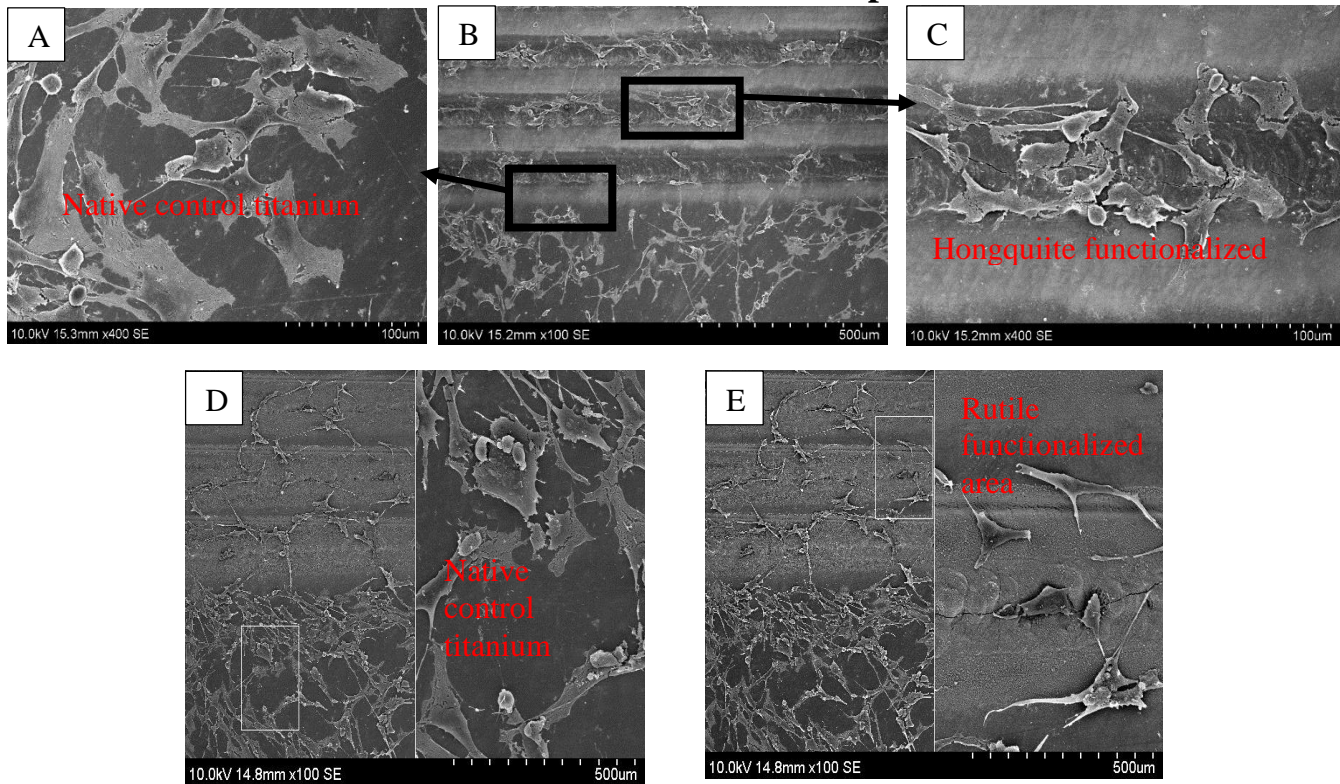 A
B
C
Native control titanium
Hongquiite functionalized
10.0kV 15.3mm x400 SE
100um
10.0kV 15.2mm x100 SE
500um
10.0kV 15.2mm x400 SE
100um
D
E
Native
control
titanium
Rutile
functionalized
area
10.0kV 14.8mm x100 SE
500um
10.0kV 14.8mm x100 SE
500um